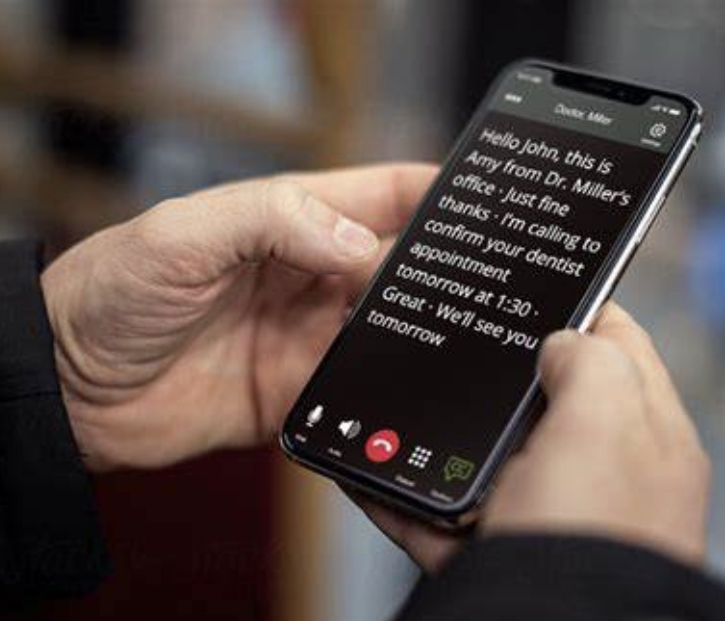 Doctor, Miller
Hello John, this is
Amy from Dr. Miller's
office · Just fine
thanks · I'm calling to
confirm your dentist
appointment
tomorrow at 1:30 ·
Great · We'll see you
tomorrow
CC